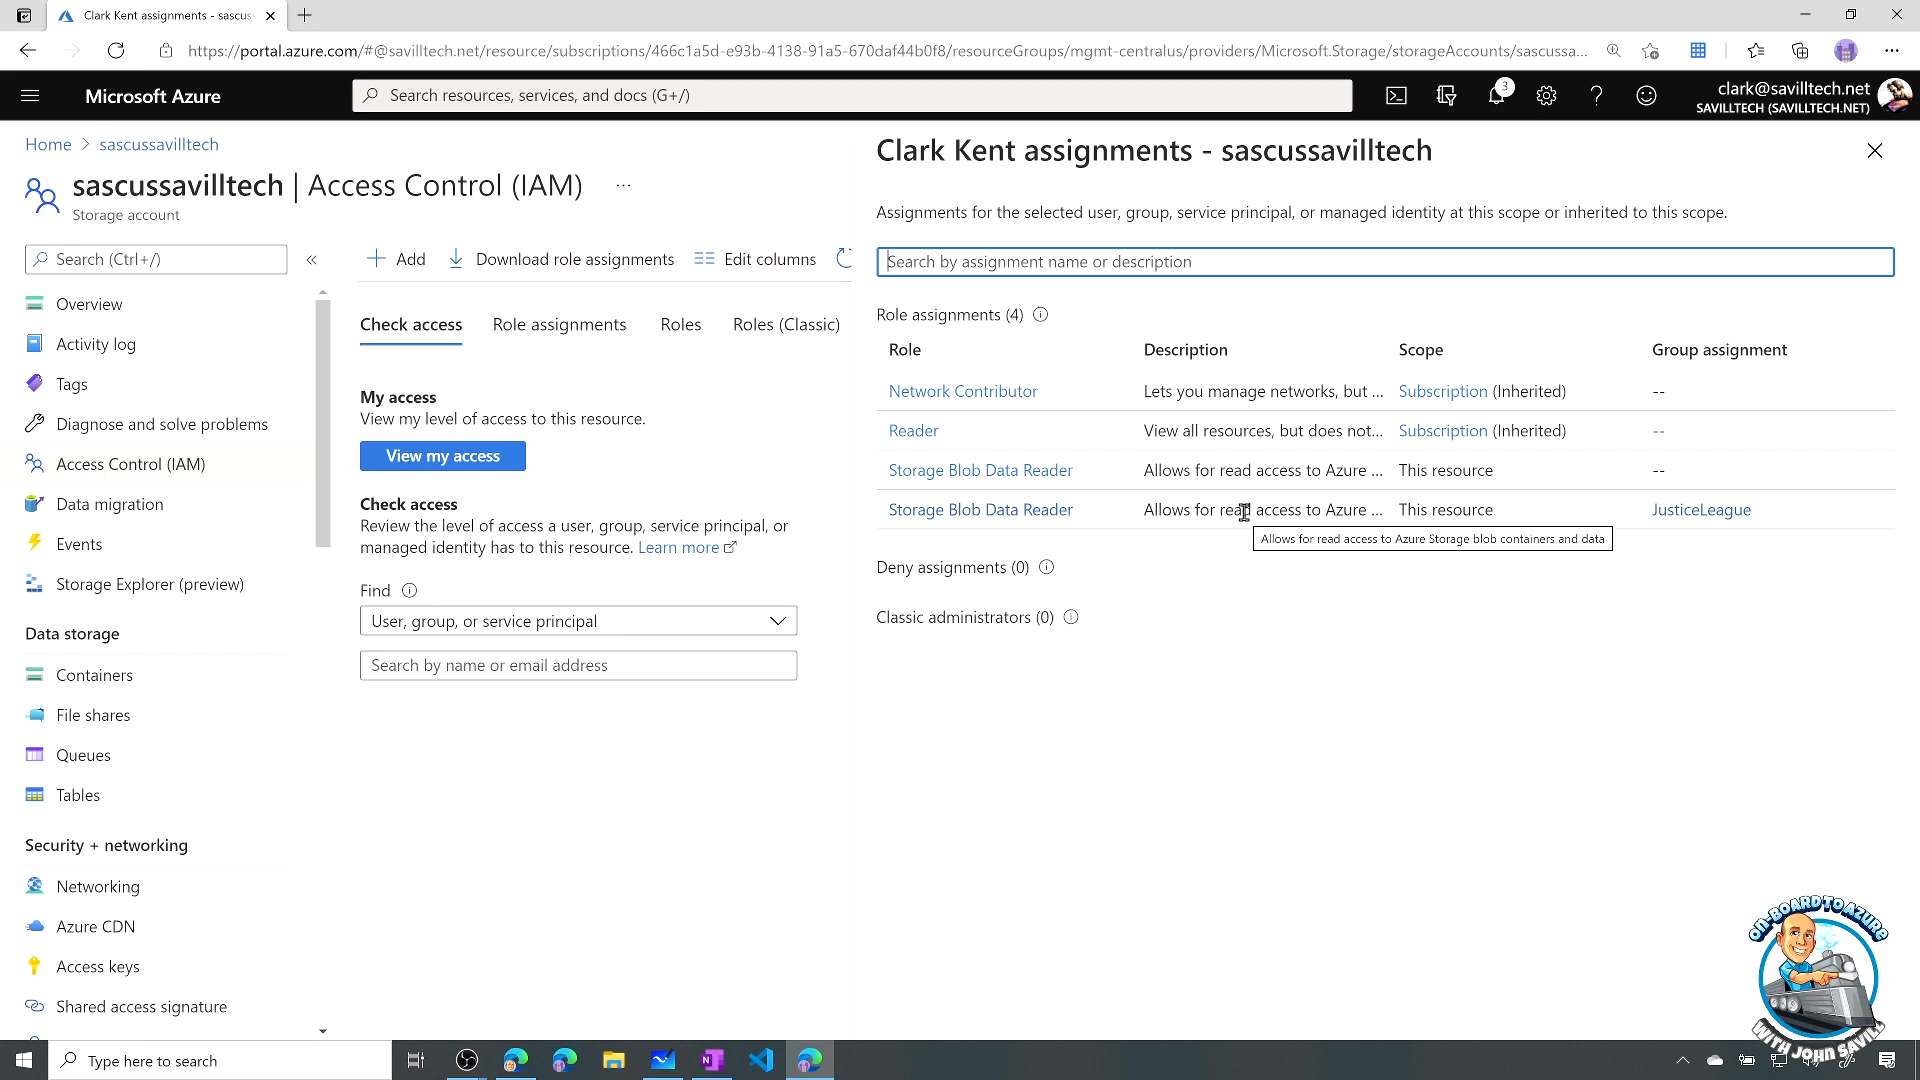 Clark Kent assignments - sascuss
https://portal.azure.com/#@savilltech.net/resource/subscriptions/466c1a5d-e93b-4138-91a5-670daf44b0f8/resourceGroups/mgmt-centralus/providers/Microsoft.Storage/storageAccounts/sascussa...
Microsoft Azure
Search resources, services, and docs (G+/)
3
clark@savilltech.net
SAVILLTECH (SAVILLTECH.NET)
Home > sascussavilltech
sascussavilltech | Access Control (IAM) ...
Storage account
Search (Ctrl+/)
Overview
Activity log
Tags
Diagnose and solve problems
Access Control (IAM)
Data migration
Events
Storage Explorer (preview)
Data storage
Containers
File shares
Queues
Tables
Security + networking
Networking
Azure CDN
Access keys
Shared access signature
Add Download role assignments Edit columns
Check access Role assignments Roles Roles (Classic)
My access
View my level of access to this resource.
View my access
Check access
Review the level of access a user, group, service principal, or
managed identity has to this resource. Learn more
Find
User, group, or service principal
Search by name or email address
Clark Kent assignments - sascussavilltech
Assignments for the selected user, group, service principal, or managed identity at this scope or inherited to this scope.
Search by assignment name or description
Role assignments (4)
Role Description Scope Group assignment
Network Contributor Lets you manage networks, but ... Subscription (Inherited) --
Reader View all resources, but does not... Subscription (Inherited) --
Storage Blob Data Reader Allows for read access to Azure ... This resource --
Storage Blob Data Reader Allows for read access to Azure ... This resource JusticeLeague
Allows for read access to Azure Storage blob containers and data
Deny assignments (0)
Classic administrators (0)
ON-BOARD TO AZURE
WITH JOHN SAVILL
Type here to search